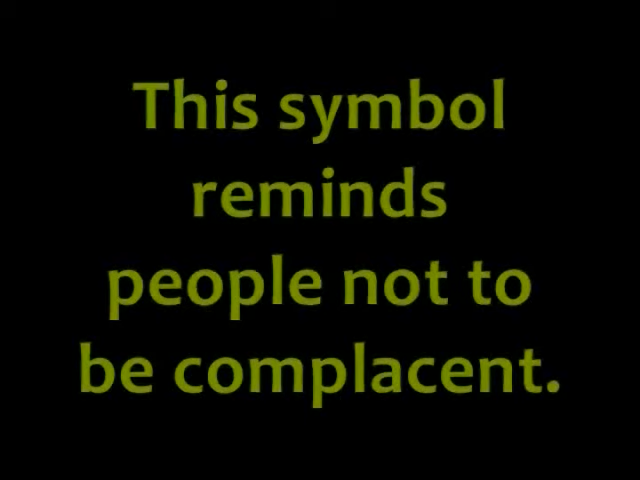 This symbol
reminds
people not to
be complacent.